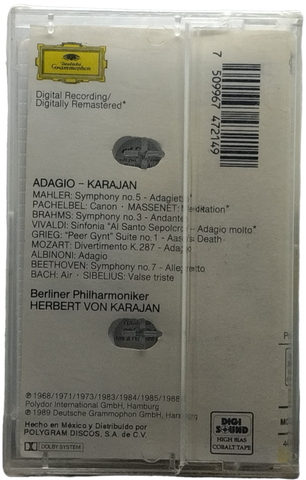 Deutsche
Grammophon
7 509967 472149
Digital Recording/
Digitally Remastered*
ADAGIO – KARAJAN
MAHLER: Symphony no. 5 - Adagietto*
PACHELBEL: Canon · MASSENET: Meditation*
BRAHMS: Symphony no. 3 - Andante
VIVALDI: Sinfonia "Al Santo Sepolcro" - Adagio molto*
GRIEG: "Peer Gynt" Suite no. 1 - Aase's Death
MOZART: Divertimento K. 287 - Adagio
ALBINONI: Adagio
BEETHOVEN: Symphony no. 7 - Allegretto
BACH: Air · SIBELIUS: Valse triste
Berliner Philharmoniker
HERBERT VON KARAJAN
℗ 1966/1971/1973/1983/1984/1985/1988
Polydor International GmbH, Hamburg
℗ 1989 Deutsche Grammophon GmbH, Hamburg
Hecho en México y Distribuido por
POLYGRAM DISCOS, S.A. de C.V.
DOLBY SYSTEM
DIGI
SOUND
HIGH BIAS
COBALT TAPE